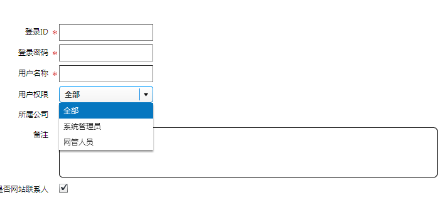 登录ID *
登录密码 *
用户名称 *
用户权限 全部
全部
所属公司
系统管理员
备注
网管人员
是否网站联系人